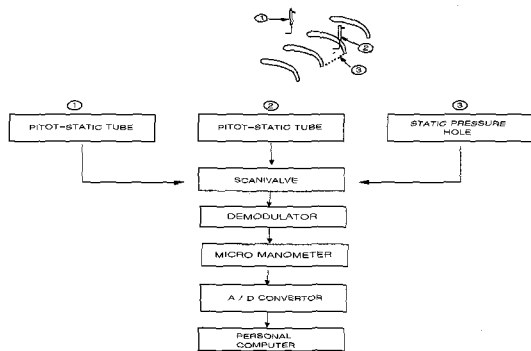 ①
②
③
①
②
③
PITOT-STATIC TUBE
PITOT-STATIC TUBE
STATIC PRESSURE
HOLE
SCANIVALVE
DEMODULATOR
MICRO MANOMETER
A / D CONVERTOR
PERSONAL
COMPUTER